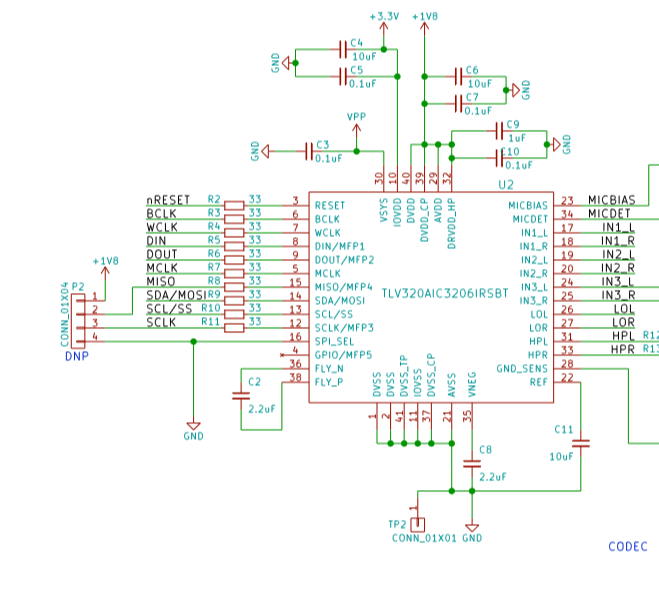 +3.3V +1V8
C4
10uF
GND
C5
0.1uF
C6
10uF
GND
C7
0.1uF
VPP
C9
1uF
GND
C10
0.1uF
GND
C3
0.1uF
30 10 40 39 29 32
U2
VSYS IOVDD DVDD DVDD_CP AVDD DRVDD_HP
nRESET R2 33 3 RESET MICBIAS 23 MICBIAS
BCLK R3 33 6 BCLK MICDET 34 MICDET
WCLK R4 33 7 WCLK IN1_L 17 IN1_L
DIN R5 33 8 DIN/MFP1 IN1_R 18 IN1_R
DOUT R6 33 9 DOUT/MFP2 IN2_L 19 IN2_L
MCLK R7 33 5 MCLK IN2_R 20 IN2_R
MISO R8 33 15 MISO/MFP4 IN3_L 24 IN3_L
SDA/MOSI R9 33 14 SDA/MOSI IN3_R 25 IN3_R
SCL/SS R10 33 13 SCL/SS LOL 26 LOL
SCLK R11 33 12 SCLK/MFP3 LOR 27 LOR
16 SPI_SEL HPL 31 HPL R12
4 GPIO/MFP5 HPR 33 HPR R13
36 FLY_N GND_SENS 28
38 FLY_P REF 22
TLV320AIC3206IRSBT
+1V8
CONN_01X04 P2
1
2
3
4
DNP
GND
C2
2.2uF
DVSS DVSS DVSS_TP IOVSS DVSS_CP AVSS VNEG
1 2 41 11 37 21 35
C8
2.2uF
C11
10uF
1
TP2
CONN_01X01 GND
CODEC